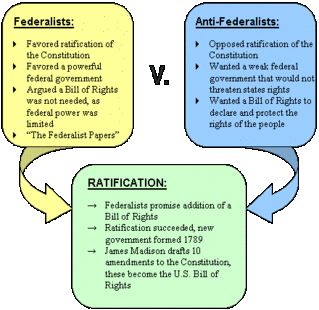 Federalists:
‣ Favored ratification of
the Constitution
‣ Favored a powerful
federal government
‣ Argued a Bill of Rights
was not needed, as
federal power was
limited
‣ “The Federalist Papers”
V.
Anti-Federalists:
‣ Opposed ratification of the
Constitution
‣ Wanted a weak federal
government that would not
threaten states rights
‣ Wanted a Bill of Rights to
declare and protect the
rights of the people
RATIFICATION:
→ Federalists promise addition of a
Bill of Rights
→ Ratification succeeded, new
government formed 1789
→ James Madison drafts 10
amendments to the Constitution,
these become the U.S. Bill of
Rights